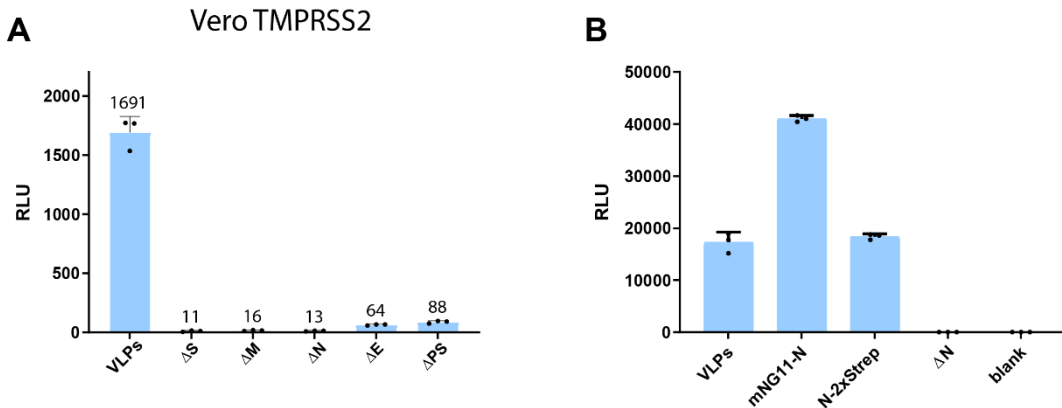 Vero TMPRSS2
A
RLU
2000
1500
1000
500
0
1691
11
16
13
64
88
VLPs
ΔS
ΔM
ΔN
ΔE
ΔPS
B
RLU
50000
40000
30000
20000
10000
0
VLPs
mNG11-N
N-2xStrep
ΔN
blank